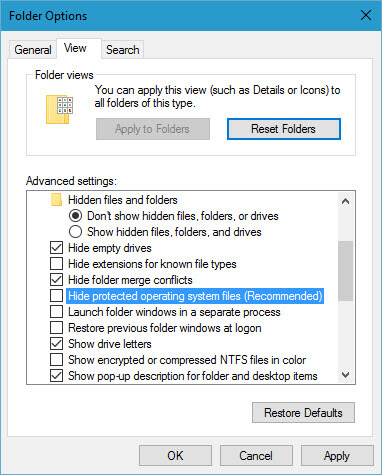 Folder Options
General
View
Search
Folder views
You can apply this view (such as Details or Icons) to
all folders of this type.
Apply to Folders
Reset Folders
Advanced settings:
Hidden files and folders
Don't show hidden files, folders, or drives
Show hidden files, folders, and drives
Hide empty drives
Hide extensions for known file types
Hide folder merge conflicts
Hide protected operating system files (Recommended)
Launch folder windows in a separate process
Restore previous folder windows at logon
Show drive letters
Show encrypted or compressed NTFS files in color
Show pop-up description for folder and desktop items
Restore Defaults
OK
Cancel
Apply